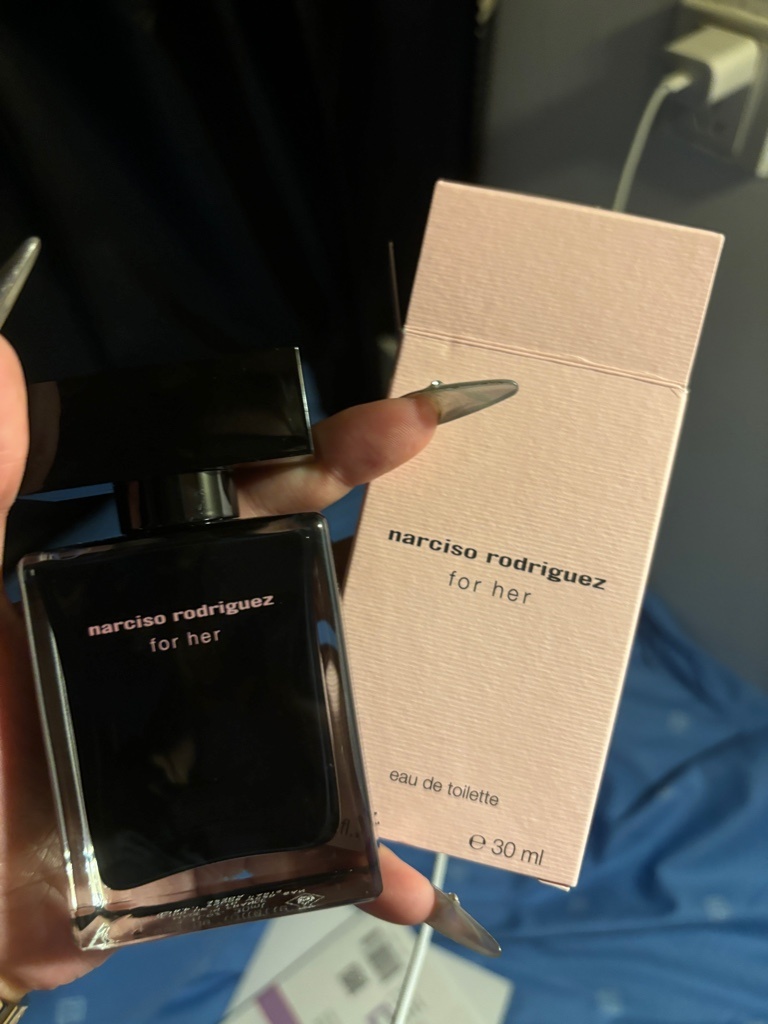 narciso rodriguez
for her
narciso rodriguez
for her
eau de toilette
℮ 30 ml